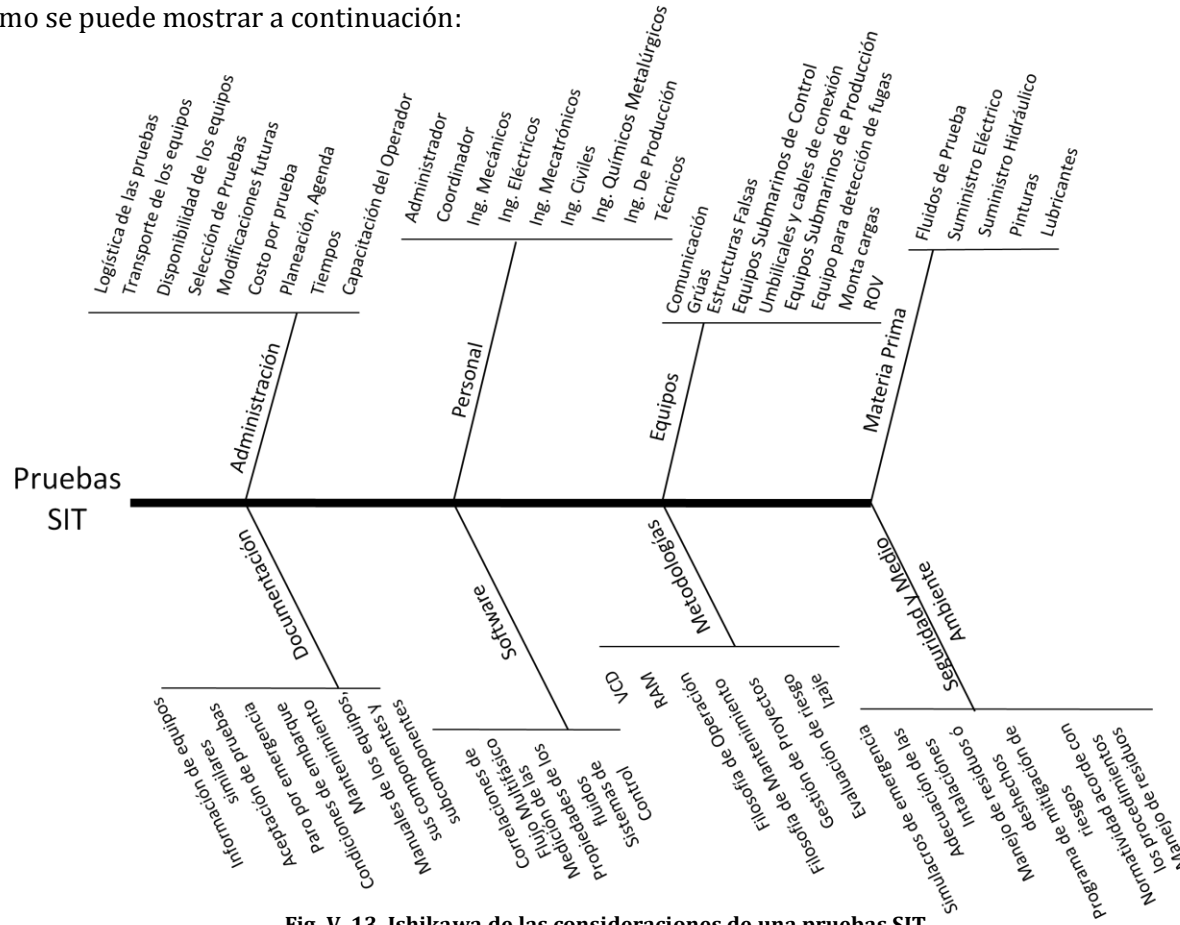 mo se puede mostrar a continuación:
Logística de las pruebas
Transporte de los equipos
Disponibilidad de los equipos
Selección de Pruebas
Modificaciones futuras
Costo por prueba
Planeación, Agenda
Tiempos
Capacitación del Operador
Administración
Administrador
Coordinador
Ing. Mecánicos
Ing. Eléctricos
Ing. Mecatrónicos
Ing. Civiles
Ing. Químicos Metalúrgicos
Ing. De Producción
Técnicos
Personal
Comunicación
Grúas
Estructuras Falsas
Equipos Submarinos de Control
Umbilicales y cables de conexión
Equipos Submarinos de Producción
Equipo para detección de fugas
Monta cargas
ROV
Equipos
Fluidos de Prueba
Suministro Eléctrico
Suministro Hidráulico
Pinturas
Lubricantes
Materia Prima
Pruebas
SIT
Documentación
Información de equipos
similares
Aceptación de pruebas
Paro por emergencia
Condiciones de embarque
Mantenimiento
Manuales de los equipos,
sus componentes y
subcomponentes
Software
Correlaciones de
Flujo Multifásico
Medición de las
Propiedades de los
fluidos
Sistemas de
Control
Metodologías
VCD
RAM
Filosofía de Operación
Filosofía de Mantenimiento
Gestión de Proyectos
Evaluación de riesgo
Izaje
Seguridad y Medio
Ambiente
Simulacros de emergencia
Adecuación de las
Intalaciónes
Manejo de residuos ó
deshechos
Programa de mitigación de
riesgos
Normatividad acorde con
los procedimientos
Manejo de residuos
Fig. V. 13. Ishikawa de las consideraciones de una pruebas SIT